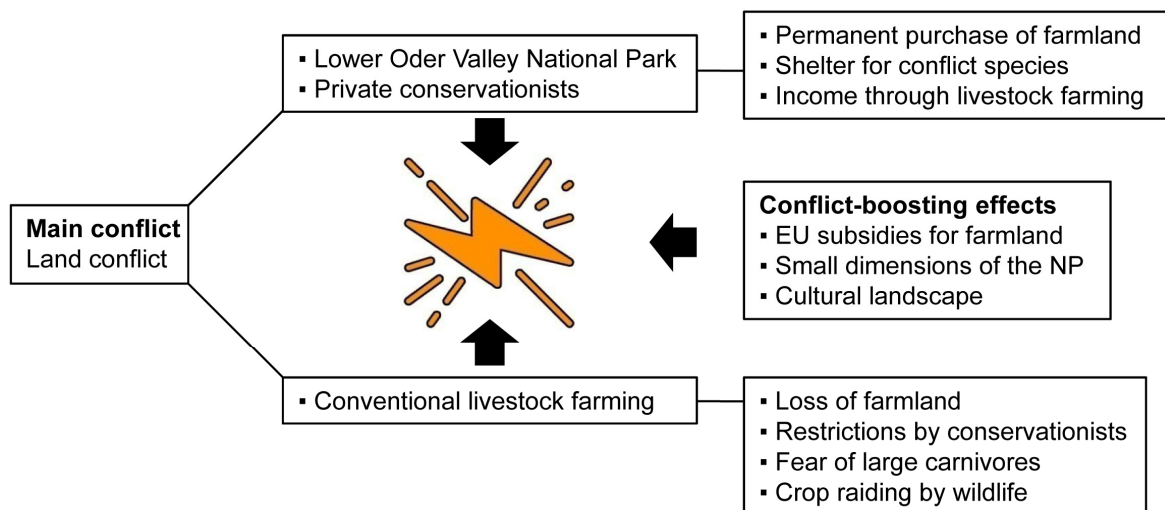 ▪ Lower Oder Valley National Park
▪ Private conservationists
▪ Permanent purchase of farmland
▪ Shelter for conflict species
▪ Income through livestock farming
Main conflict
Land conflict
Conflict-boosting effects
▪ EU subsidies for farmland
▪ Small dimensions of the NP
▪ Cultural landscape
▪ Conventional livestock farming
▪ Loss of farmland
▪ Restrictions by conservationists
▪ Fear of large carnivores
▪ Crop raiding by wildlife